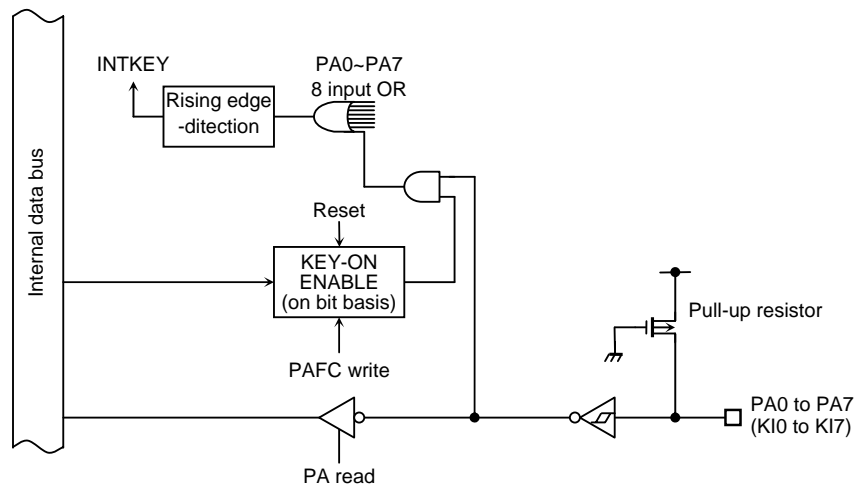 PA0~PA7
8 input OR
INTKEY
Rising edge
-ditection
Internal data bus
Reset
KEY-ON
ENABLE
(on bit basis)
PAFC write
Pull-up resistor
PA0 to PA7
(KI0 to KI7)
PA read